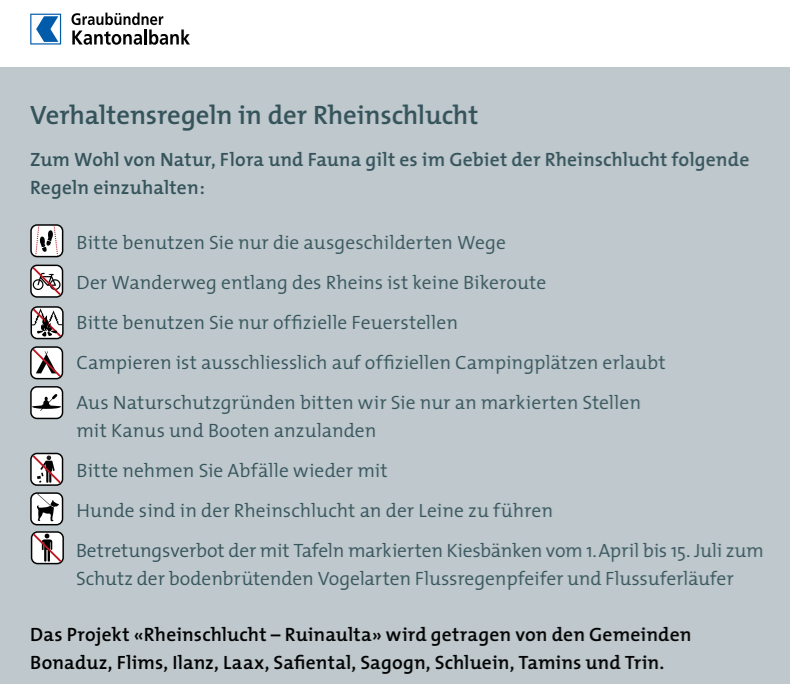 Graubündner
Kantonalbank
Verhaltensregeln in der Rheinschlucht
Zum Wohl von Natur, Flora und Fauna gilt es im Gebiet der Rheinschlucht folgende
Regeln einzuhalten:
Bitte benutzen Sie nur die ausgeschilderten Wege
Der Wanderweg entlang des Rheins ist keine Bikeroute
Bitte benutzen Sie nur offizielle Feuerstellen
Campieren ist ausschliesslich auf offiziellen Campingplätzen erlaubt
Aus Naturschutzgründen bitten wir Sie nur an markierten Stellen
mit Kanus und Booten anzulanden
Bitte nehmen Sie Abfälle wieder mit
Hunde sind in der Rheinschlucht an der Leine zu führen
Betretungsverbot der mit Tafeln markierten Kiesbänken vom 1. April bis 15. Juli zum
Schutz der bodenbrütenden Vogelarten Flussregenpfeifer und Flussuferläufer
Das Projekt «Rheinschlucht – Ruinaulta» wird getragen von den Gemeinden
Bonaduz, Flims, Ilanz, Laax, Safiental, Sagogn, Schluein, Tamins und Trin.